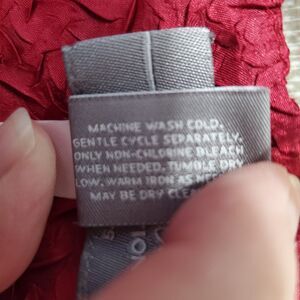 MACHINE WASH COLD.
GENTLE CYCLE SEPARATELY.
ONLY NON-CHLORINE BLEACH
WHEN NEEDED. TUMBLE DRY
LOW. WARM IRON AS
MAY BE DRY